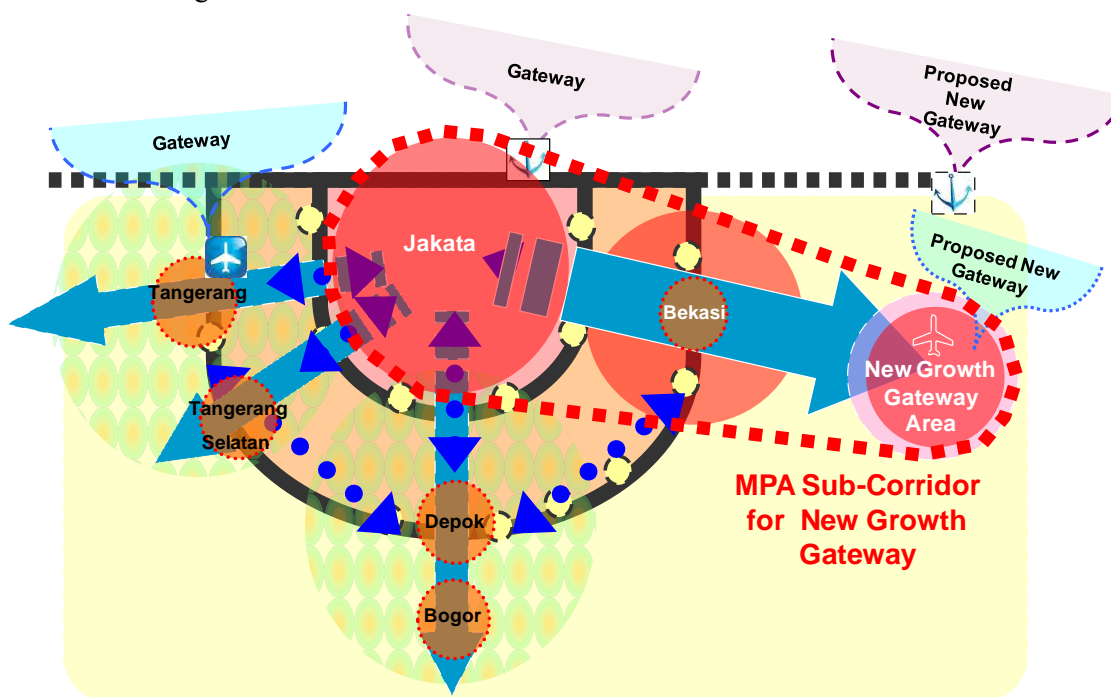 Gateway
Proposed
New
Gateway
Gateway
Jakata
Proposed New
Gateway
Tangerang
Bekasi
New Growth
Gateway
Area
Tangerang
Selatan
MPA Sub-Corridor
for New Growth
Gateway
Depok
Bogor